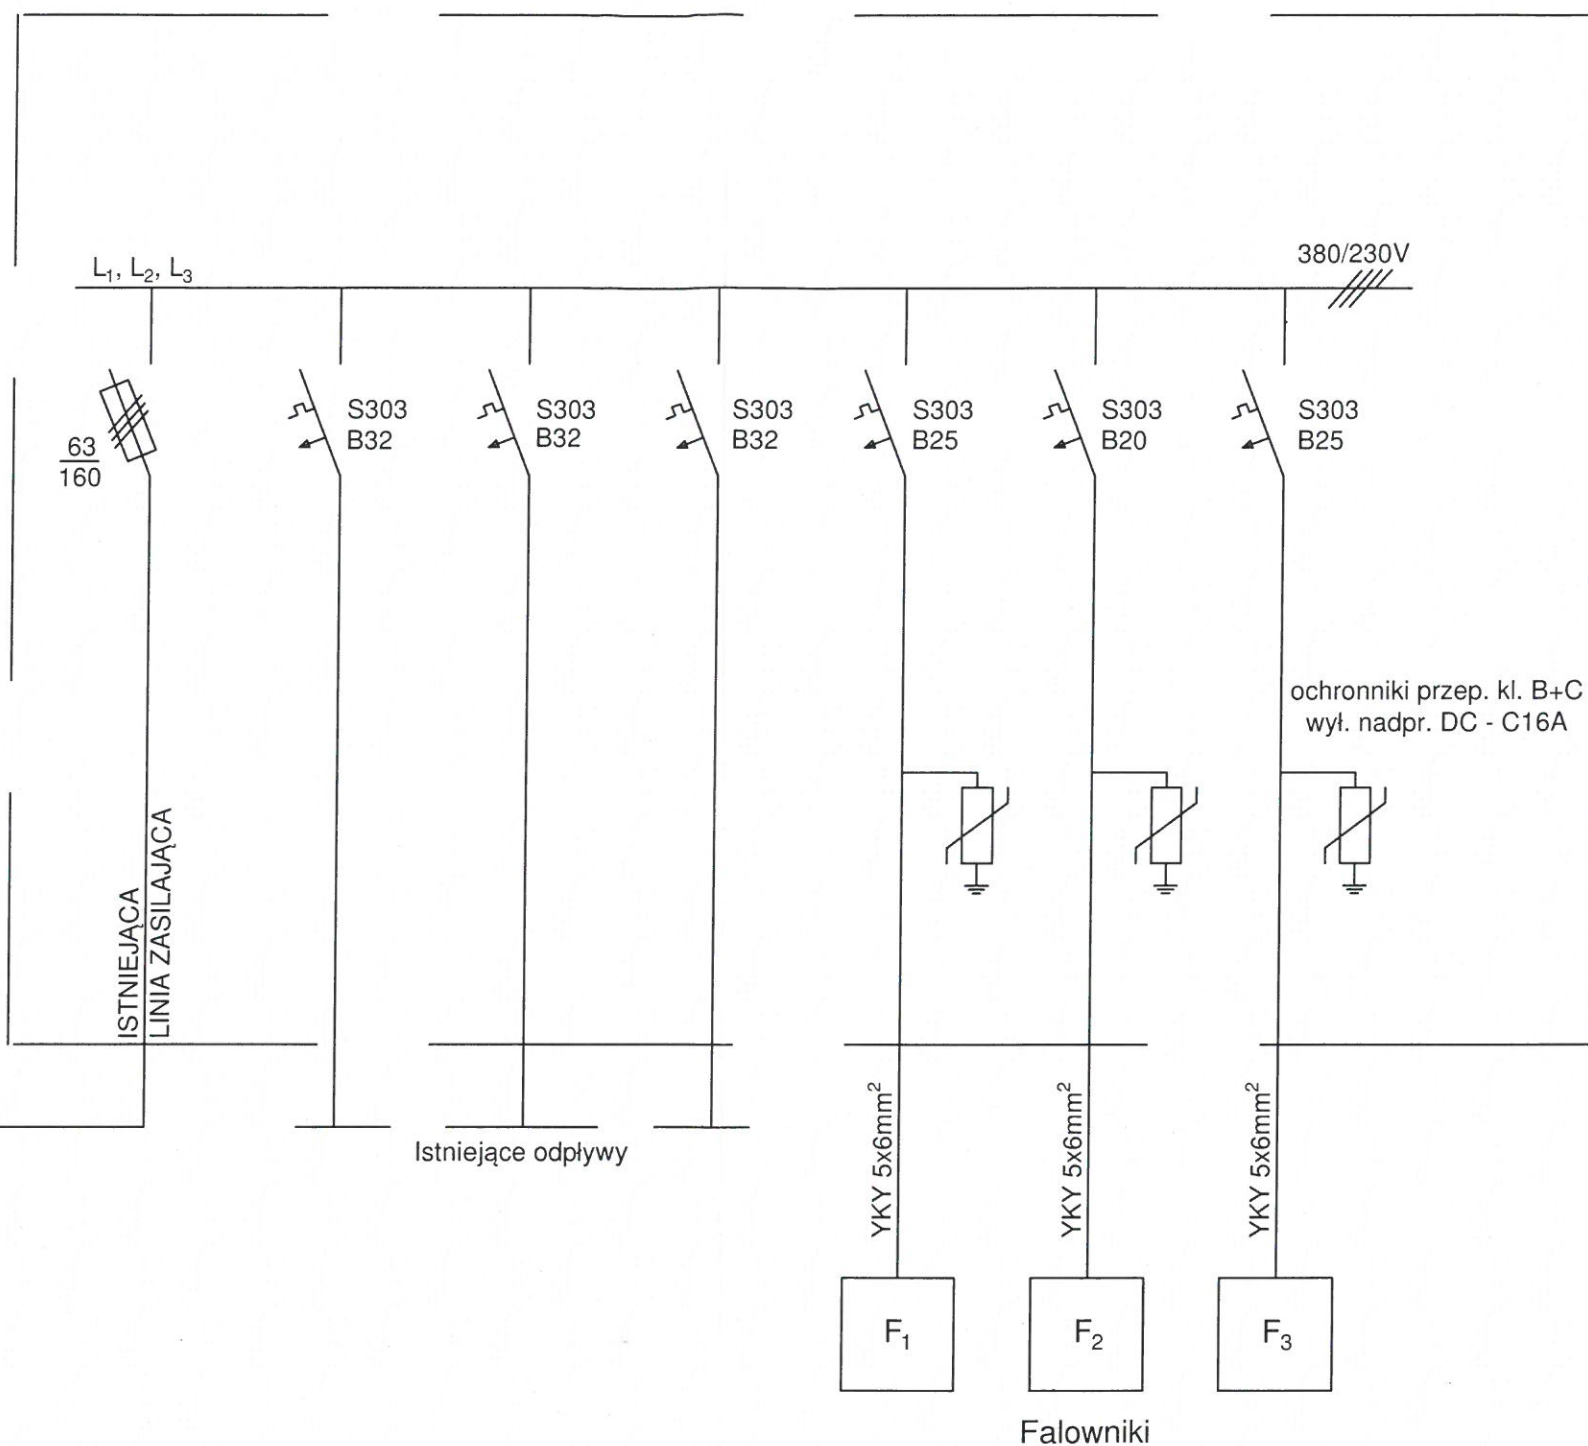 L₁, L₂, L₃
380/230V
63
160
S303
B32
S303
B32
S303
B32
S303
B25
S303
B20
S303
B25
ochronniki przep. kl. B+C
wył. nadpr. DC - C16A
ISTNIEJĄCA
LINIA ZASILAJĄCA
Istniejące odpływy
YKY 5x6mm²
YKY 5x6mm²
YKY 5x6mm²
F₁
F₂
F₃
Falowniki